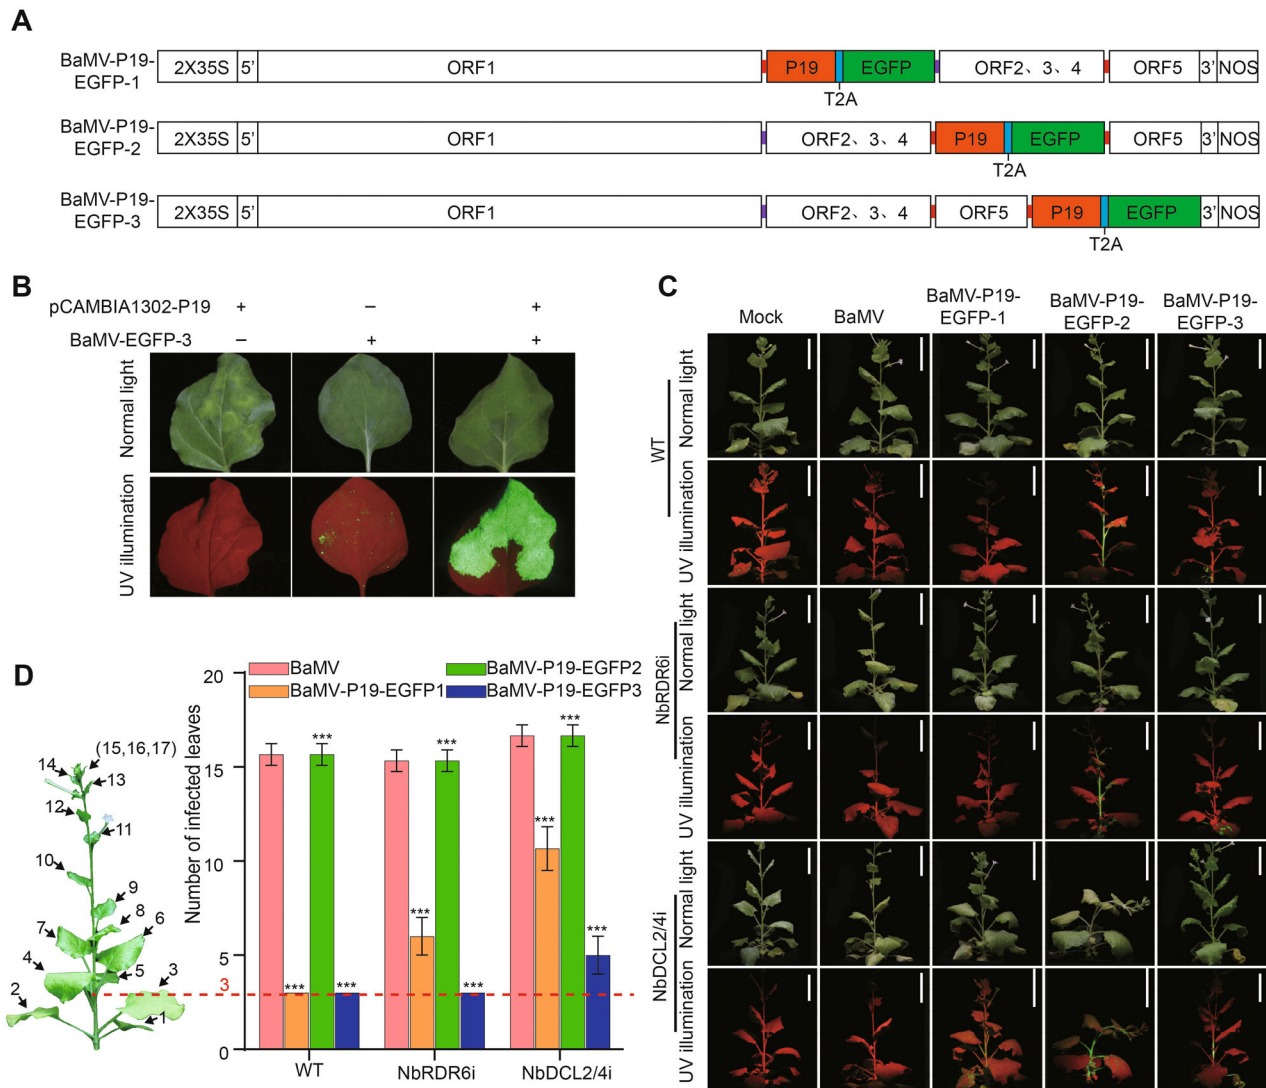 A
BaMV-P19-
EGFP-1
2X35S 5' ORF1 P19 EGFP ORF2、3、4 ORF5 3' NOS
T2A
BaMV-P19-
EGFP-2
2X35S 5' ORF1 ORF2、3、4 P19 EGFP ORF5 3' NOS
T2A
BaMV-P19-
EGFP-3
2X35S 5' ORF1 ORF2、3、4 ORF5 P19 EGFP 3' NOS
T2A
B
pCAMBIA1302-P19 + − +
BaMV-EGFP-3 − + +
Normal light
UV illumination
C
Mock
BaMV
BaMV-P19-
EGFP-1
BaMV-P19-
EGFP-2
BaMV-P19-
EGFP-3
WT
Normal light
UV illumination
NbRDR6i
Normal light
UV illumination
NbDCL2/4i
Normal light
UV illumination
D
(15,16,17)
14
13
12
11
10
9
8
7
6
5
4
3
2
1
Number of infected leaves
20
15
10
5
3
0
BaMV
BaMV-P19-EGFP1
BaMV-P19-EGFP2
BaMV-P19-EGFP3
*** *** ***
*** *** ***
*** *** ***
WT NbRDR6i NbDCL2/4i